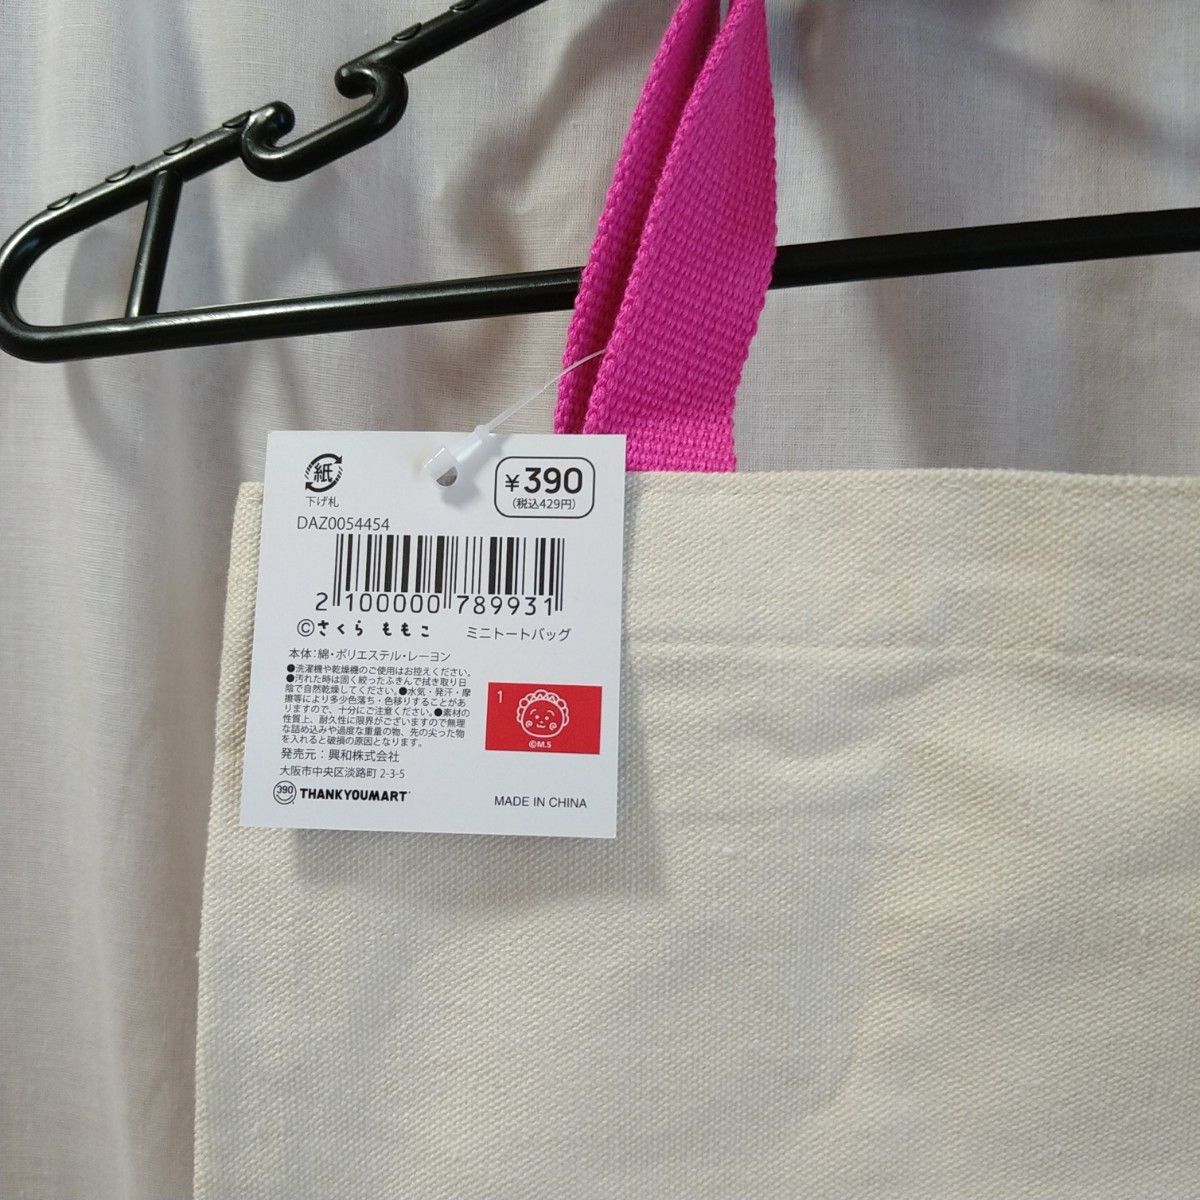 紙
下げ札
¥390
(税込429円)
DAZ0054454
2 100000 789931
©さくら ももこ ミニトートバッグ
本体:綿・ポリエステル・レーヨン
●洗濯機や乾燥機のご使用はお控えください。
●汚れた時は固く絞ったふきんで拭き取り日
陰で自然乾燥してください。●水気・発汗・摩
擦等により多少色落ち・色移りすることがあ
りますので、十分にご注意ください。●素材の
性質上、耐久性に限界がございますので無理
な詰め込みや過度な重量の物、先の尖った物
を入れると破損の原因となります。
1
©M.S
発売元:興和株式会社
大阪市中央区淡路町 2-3-5
390 THANKYOUMART
MADE IN CHINA